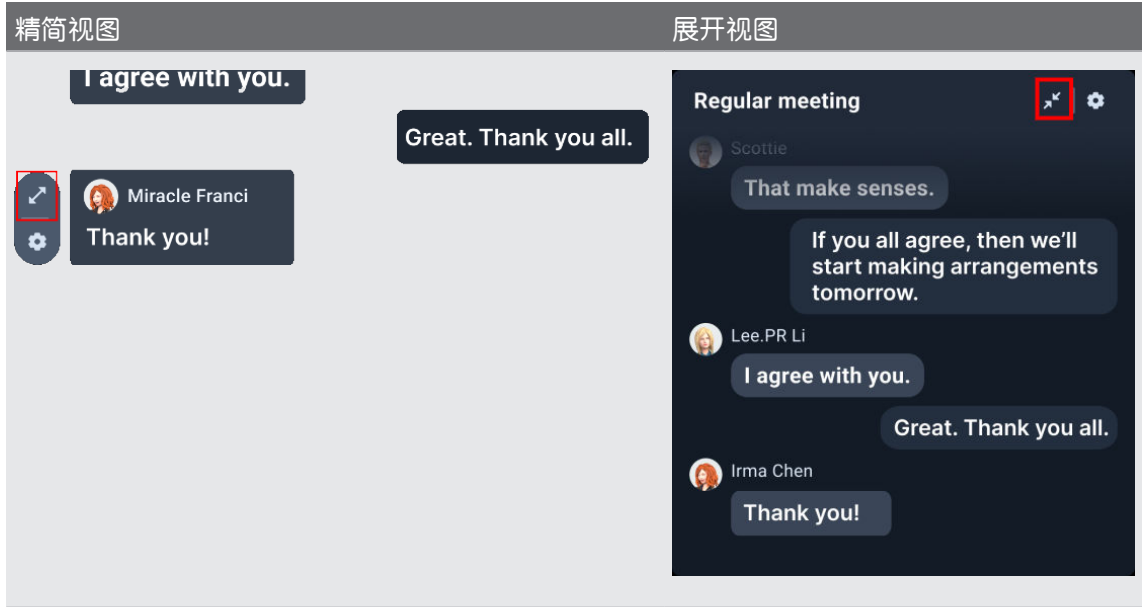 精简视图
展开视图
I agree with you.
Great. Thank you all.
Miracle Franci
Thank you!
Regular meeting
Scottie
That make senses.
If you all agree, then we’ll
start making arrangements
tomorrow.
Lee.PR Li
I agree with you.
Great. Thank you all.
Irma Chen
Thank you!